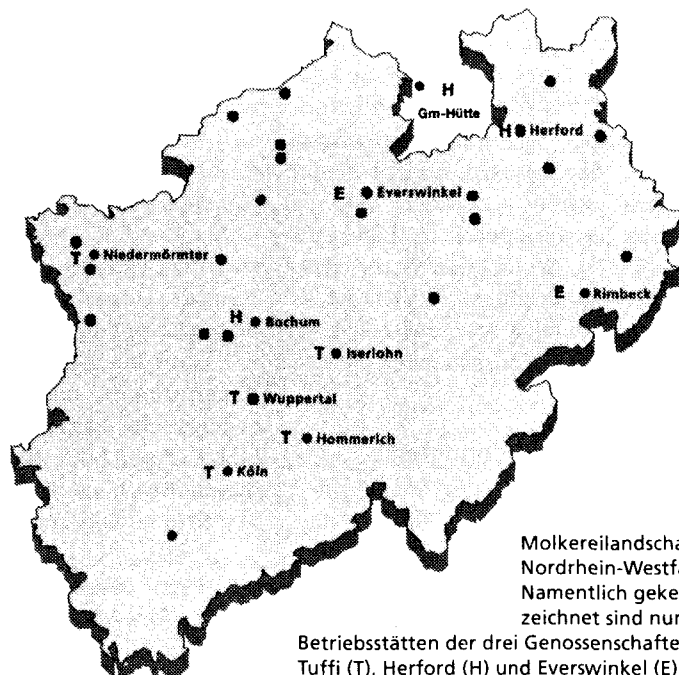 H
Gm-Hütte
H Herford
E Everswinkel
T Niedermörmter
E Rimbeck
H Bochum
T Iserlohn
T Wuppertal
T Hommerich
T Köln
Molkereilandscha
Nordrhein-Westfa
Namentlich geke
zeichnet sind nur
Betriebsstätten der drei Genossenschafte
Tuffi (T), Herford (H) und Everswinkel (E)